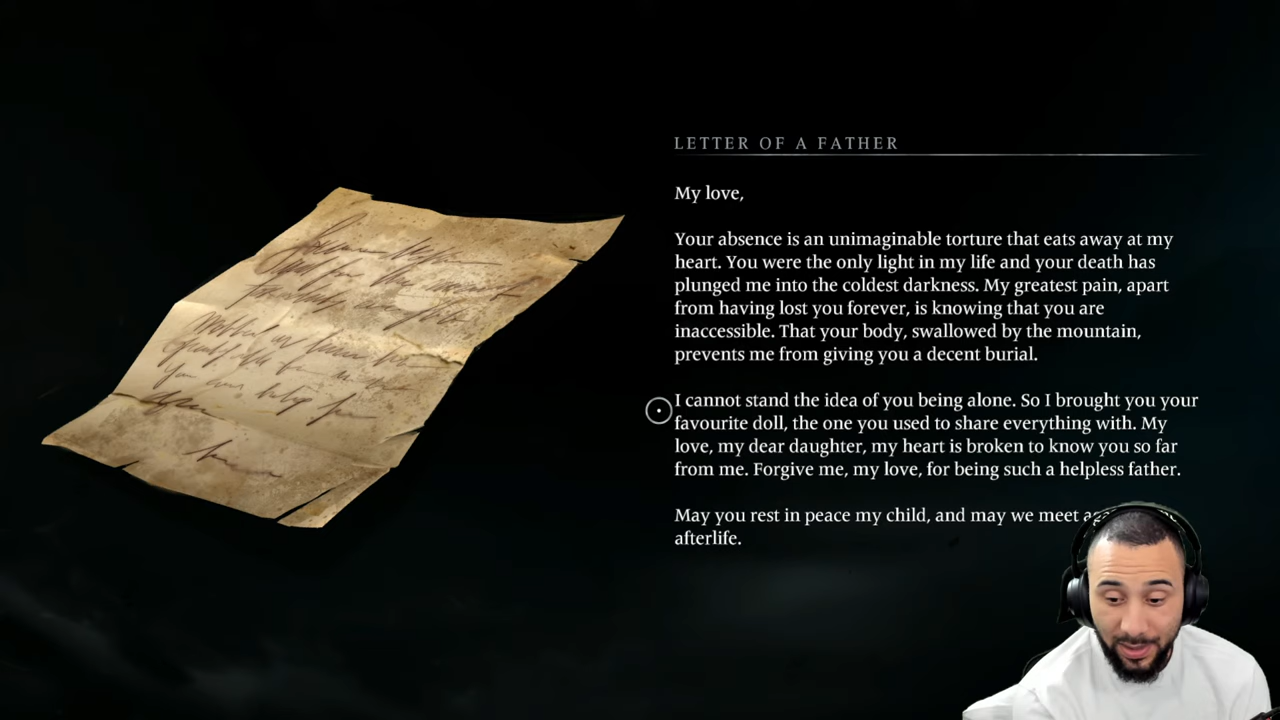 LETTER OF A FATHER
My love,
Your absence is an unimaginable torture that eats away at my
heart. You were the only light in my life and your death has
plunged me into the coldest darkness. My greatest pain, apart
from having lost you forever, is knowing that you are
inaccessible. That your body, swallowed by the mountain,
prevents me from giving you a decent burial.
I cannot stand the idea of you being alone. So I brought you your
favourite doll, the one you used to share everything with. My
love, my dear daughter, my heart is broken to know you so far
from me. Forgive me, my love, for being such a helpless father.
May you rest in peace my child, and may we meet
afterlife.